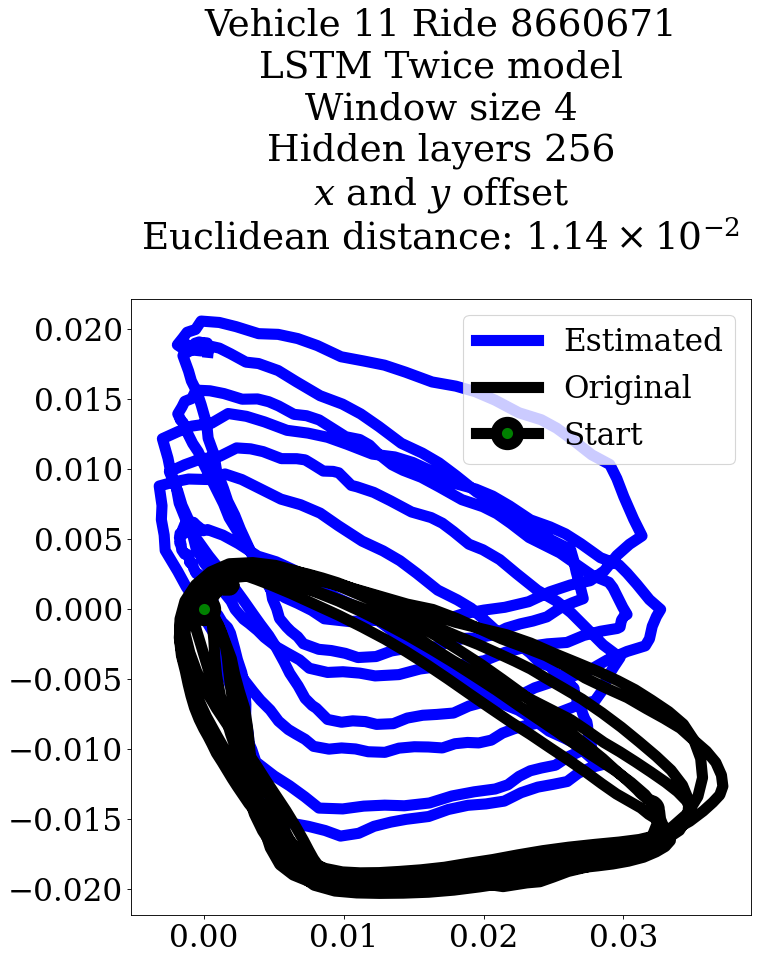 Vehicle 11 Ride 8660671
LSTM Twice model
Window size 4
Hidden layers 256
x and y offset
Euclidean distance: 1.14 × 10⁻²
Estimated
Original
Start
0.020
0.015
0.010
0.005
0.000
−0.005
−0.010
−0.015
−0.020
0.00 0.01 0.02 0.03